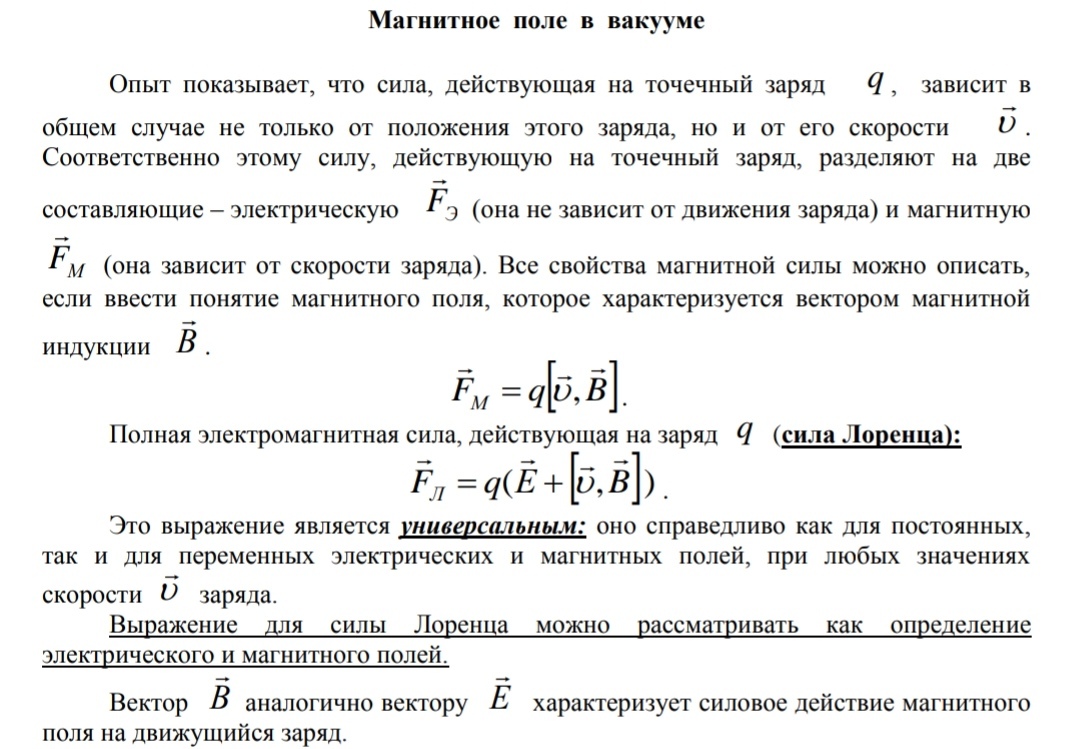 Магнитное поле в вакууме
Опыт показывает, что сила, действующая на точечный заряд q, зависит в
общем случае не только от положения этого заряда, но и от его скорости \vec{υ}.
Соответственно этому силу, действующую на точечный заряд, разделяют на две
составляющие – электрическую \vec{F}_Э (она не зависит от движения заряда) и магнитную
\vec{F}_М (она зависит от скорости заряда). Все свойства магнитной силы можно описать,
если ввести понятие магнитного поля, которое характеризуется вектором магнитной
индукции \vec{B}.
\vec{F}_М = q[\vec{υ}, \vec{B}].
Полная электромагнитная сила, действующая на заряд q (сила Лоренца):
\vec{F}_Л = q(\vec{E} + [\vec{υ}, \vec{B}]).
Это выражение является универсальным: оно справедливо как для постоянных,
так и для переменных электрических и магнитных полей, при любых значениях
скорости \vec{υ} заряда.
Выражение для силы Лоренца можно рассматривать как определение
электрического и магнитного полей.
Вектор \vec{B} аналогично вектору \vec{E} характеризует силовое действие магнитного
поля на движущийся заряд.